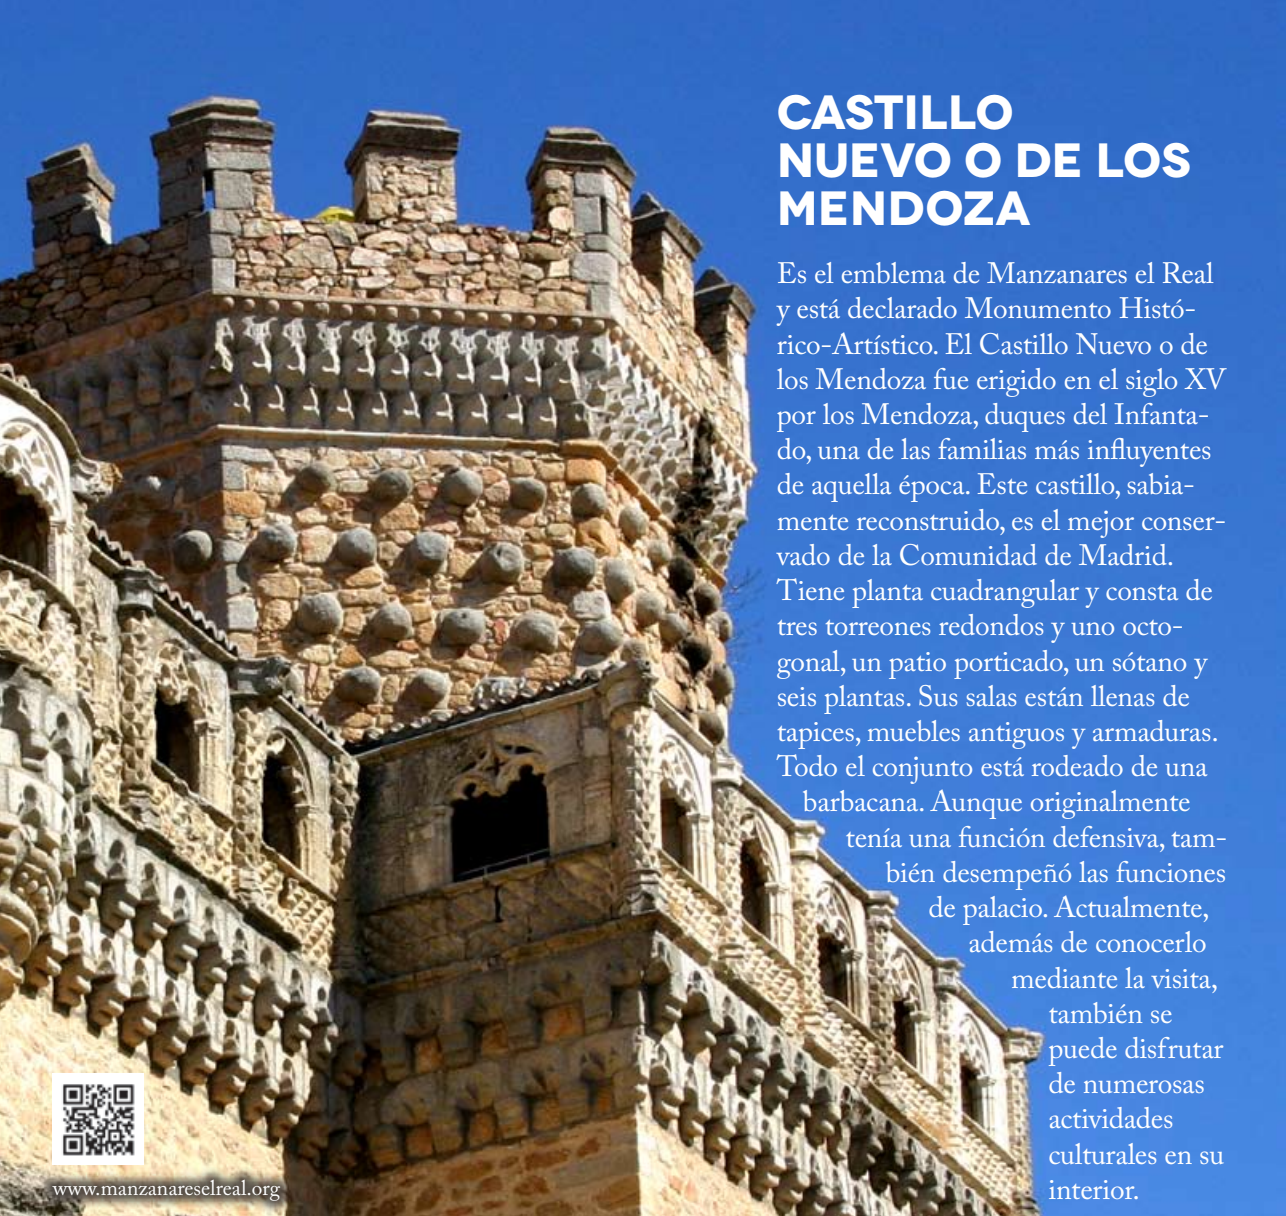 CASTILLO
NUEVO O DE LOS
MENDOZA
Es el emblema de Manzanares el Real
y está declarado Monumento Histó-
rico-Artístico. El Castillo Nuevo o de
los Mendoza fue erigido en el siglo XV
por los Mendoza, duques del Infanta-
do, una de las familias más influyentes
de aquella época. Este castillo, sabia-
mente reconstruido, es el mejor conser-
vado de la Comunidad de Madrid.
Tiene planta cuadrangular y consta de
tres torreones redondos y uno octo-
gonal, un patio porticado, un sótano y
seis plantas. Sus salas están llenas de
tapices, muebles antiguos y armaduras.
Todo el conjunto está rodeado de una
barbacana. Aunque originalmente
tenía una función defensiva, tam-
bién desempeñó las funciones
de palacio. Actualmente,
además de conocerlo
mediante la visita,
también se
puede disfrutar
de numerosas
actividades
culturales en su
interior.
www.manzanareselreal.org